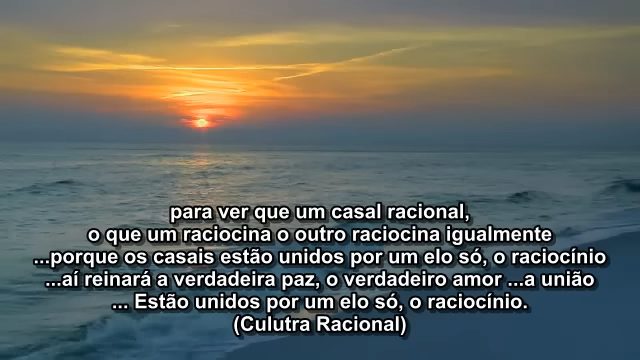 para ver que um casal racional,
o que um raciocina o outro raciocina igualmente
...porque os casais estão unidos por um elo só, o raciocínio
...aí reinará a verdadeira paz, o verdadeiro amor ...a união
... Estão unidos por um elo só, o raciocínio.
(Culutra Racional)